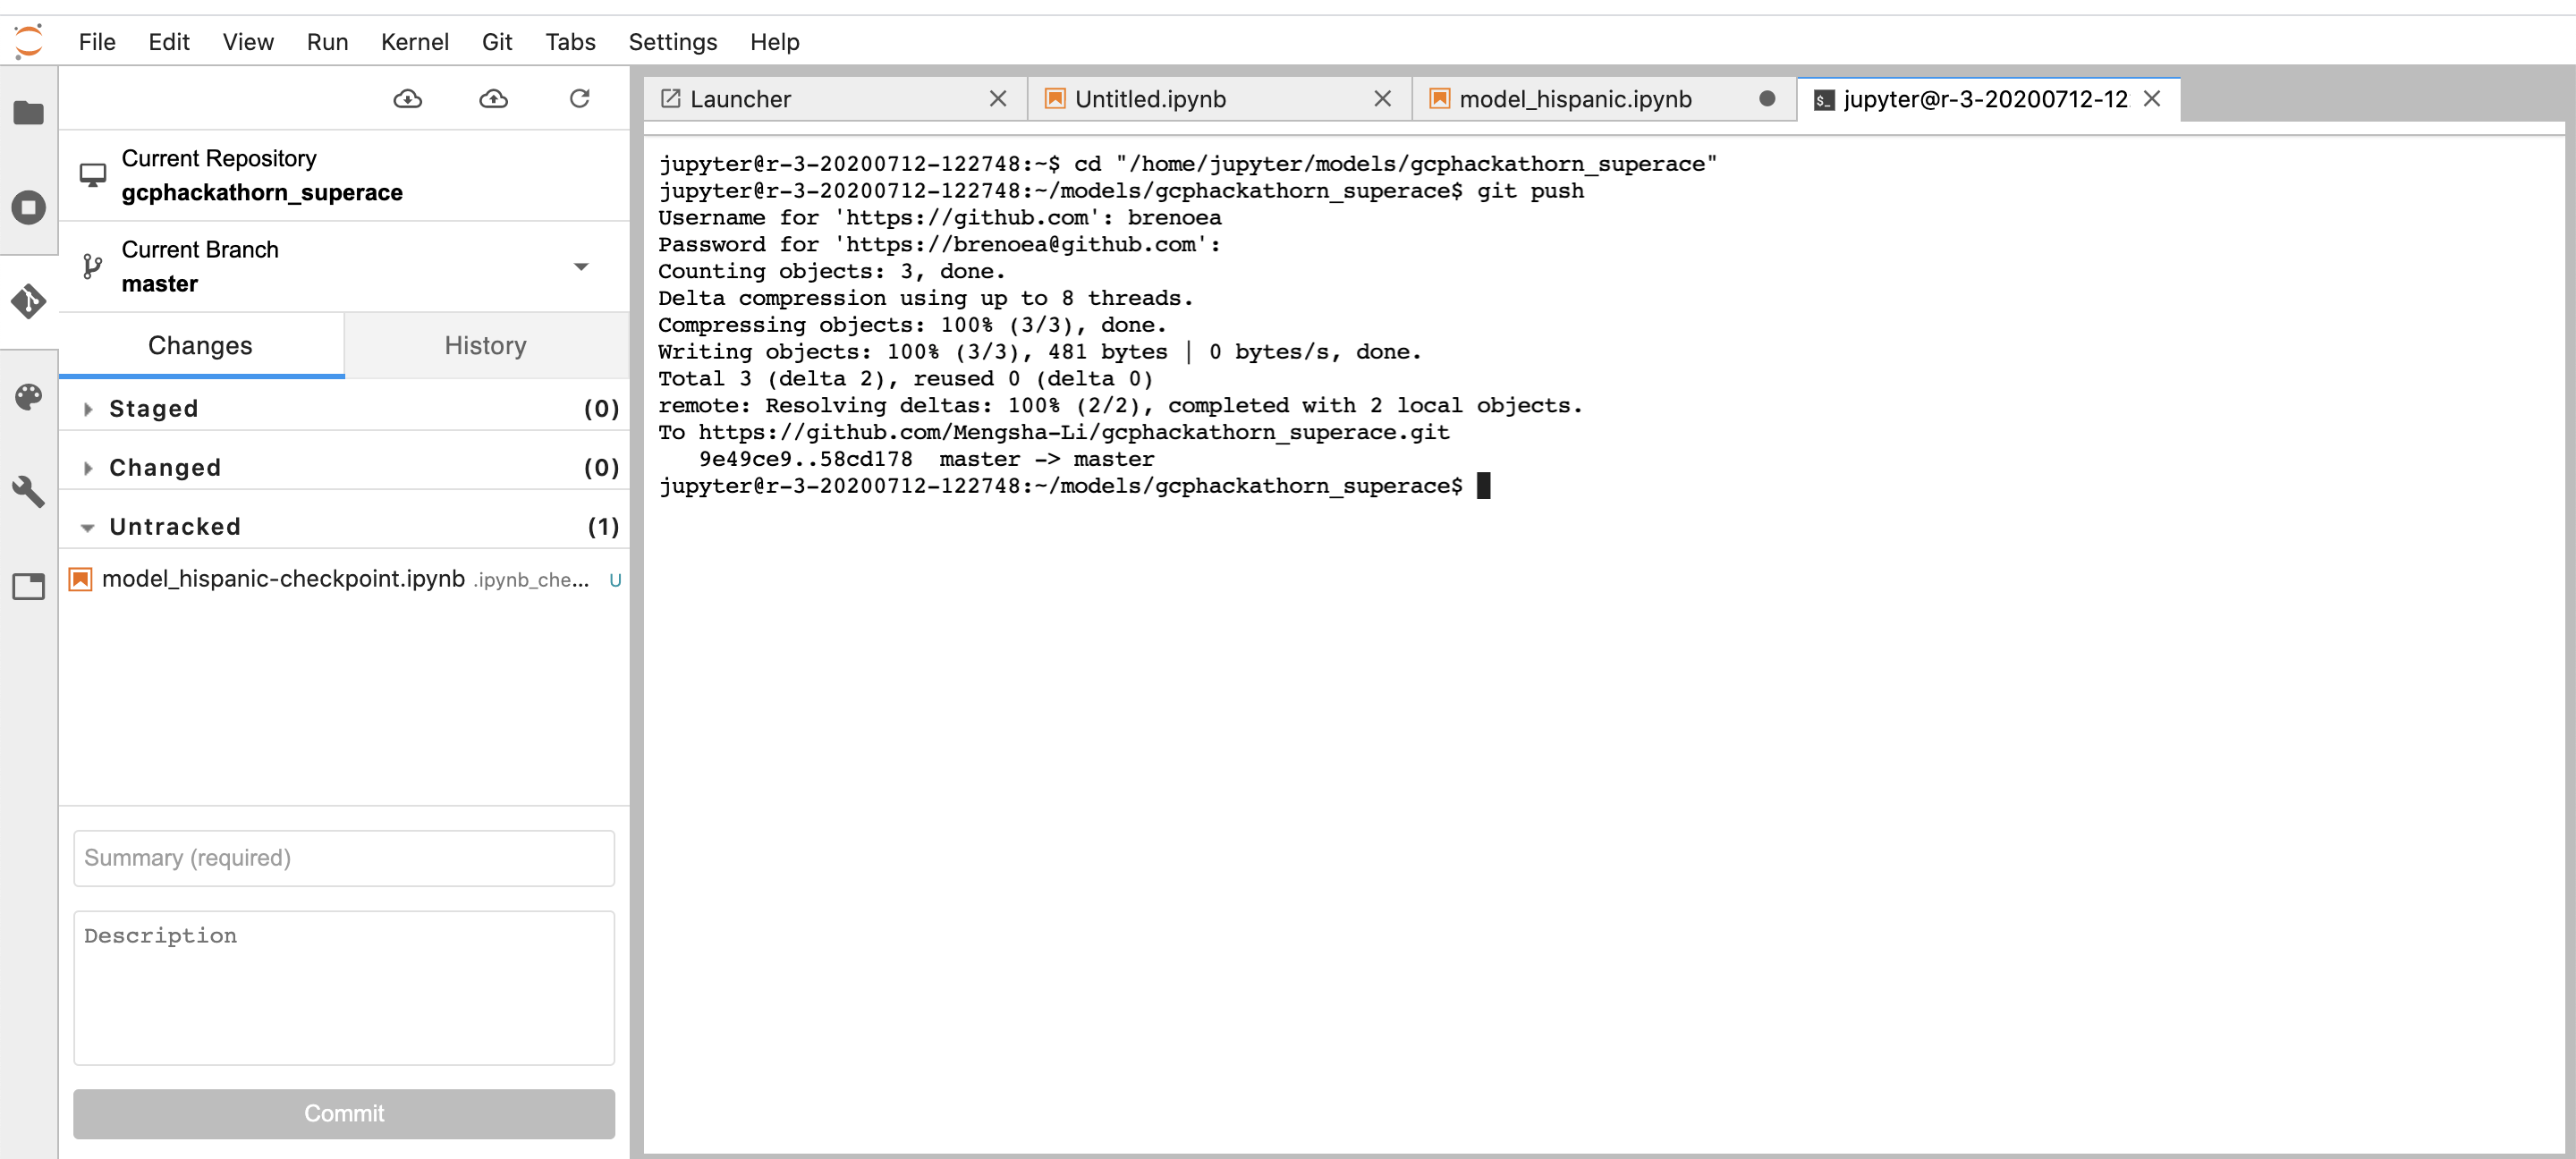 File Edit View Run Kernel Git Tabs Settings Help
Launcher
Untitled.ipynb
model_hispanic.ipynb
$_ jupyter@r-3-20200712-12
Current Repository
gcphackathorn_superace
Current Branch
master
Changes History
Staged (0)
Changed (0)
Untracked (1)
model_hispanic-checkpoint.ipynb .ipynb_che... U
Summary (required)
Description
Commit
jupyter@r-3-20200712-122748:~$ cd "/home/jupyter/models/gcphackathorn_superace"
jupyter@r-3-20200712-122748:~/models/gcphackathorn_superace$ git push
Username for 'https://github.com': brenoea
Password for 'https://brenoea@github.com':
Counting objects: 3, done.
Delta compression using up to 8 threads.
Compressing objects: 100% (3/3), done.
Writing objects: 100% (3/3), 481 bytes | 0 bytes/s, done.
Total 3 (delta 2), reused 0 (delta 0)
remote: Resolving deltas: 100% (2/2), completed with 2 local objects.
To https://github.com/Mengsha-Li/gcphackathorn_superace.git
   9e49ce9..58cd178  master -> master
jupyter@r-3-20200712-122748:~/models/gcphackathorn_superace$